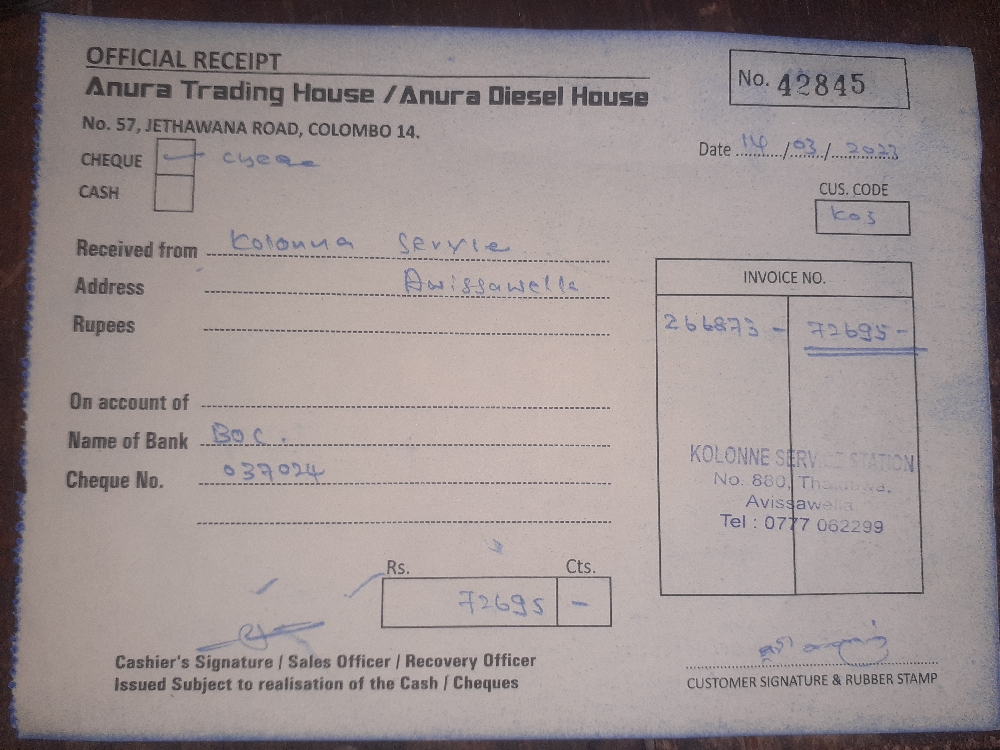 OFFICIAL RECEIPT
Anura Trading House / Anura Diesel House
No. 42845
No. 57, JETHAWANA ROAD, COLOMBO 14.
Date 14/03/2023
CHEQUE
CASH
CUS. CODE
K03
Received from Kolonna Servie
Address Awissawella
Rupees
INVOICE NO.
266873 - 72695 -
On account of
Name of Bank BOC.
Cheque No. 037024
KOLONNE SERVICE STATION
No. 880,
Avissawella
Tel : 0777 062299
Rs. Cts.
72695 -
Cashier's Signature / Sales Officer / Recovery Officer
Issued Subject to realisation of the Cash / Cheques
CUSTOMER SIGNATURE & RUBBER STAMP